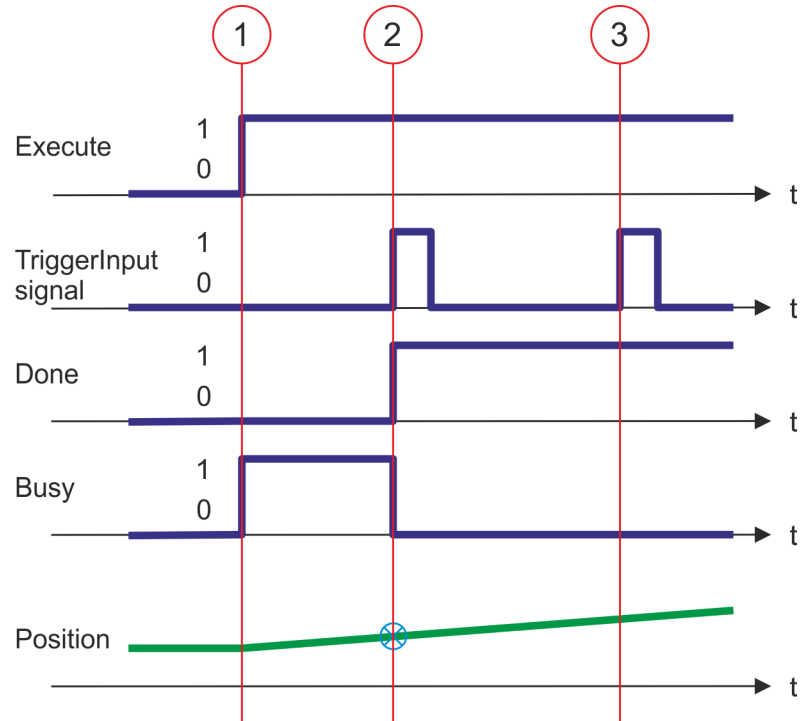 1 2 3
Execute
1
0
t
TriggerInput
signal
1
0
t
Done
1
0
t
Busy
1
0
t
Position
t